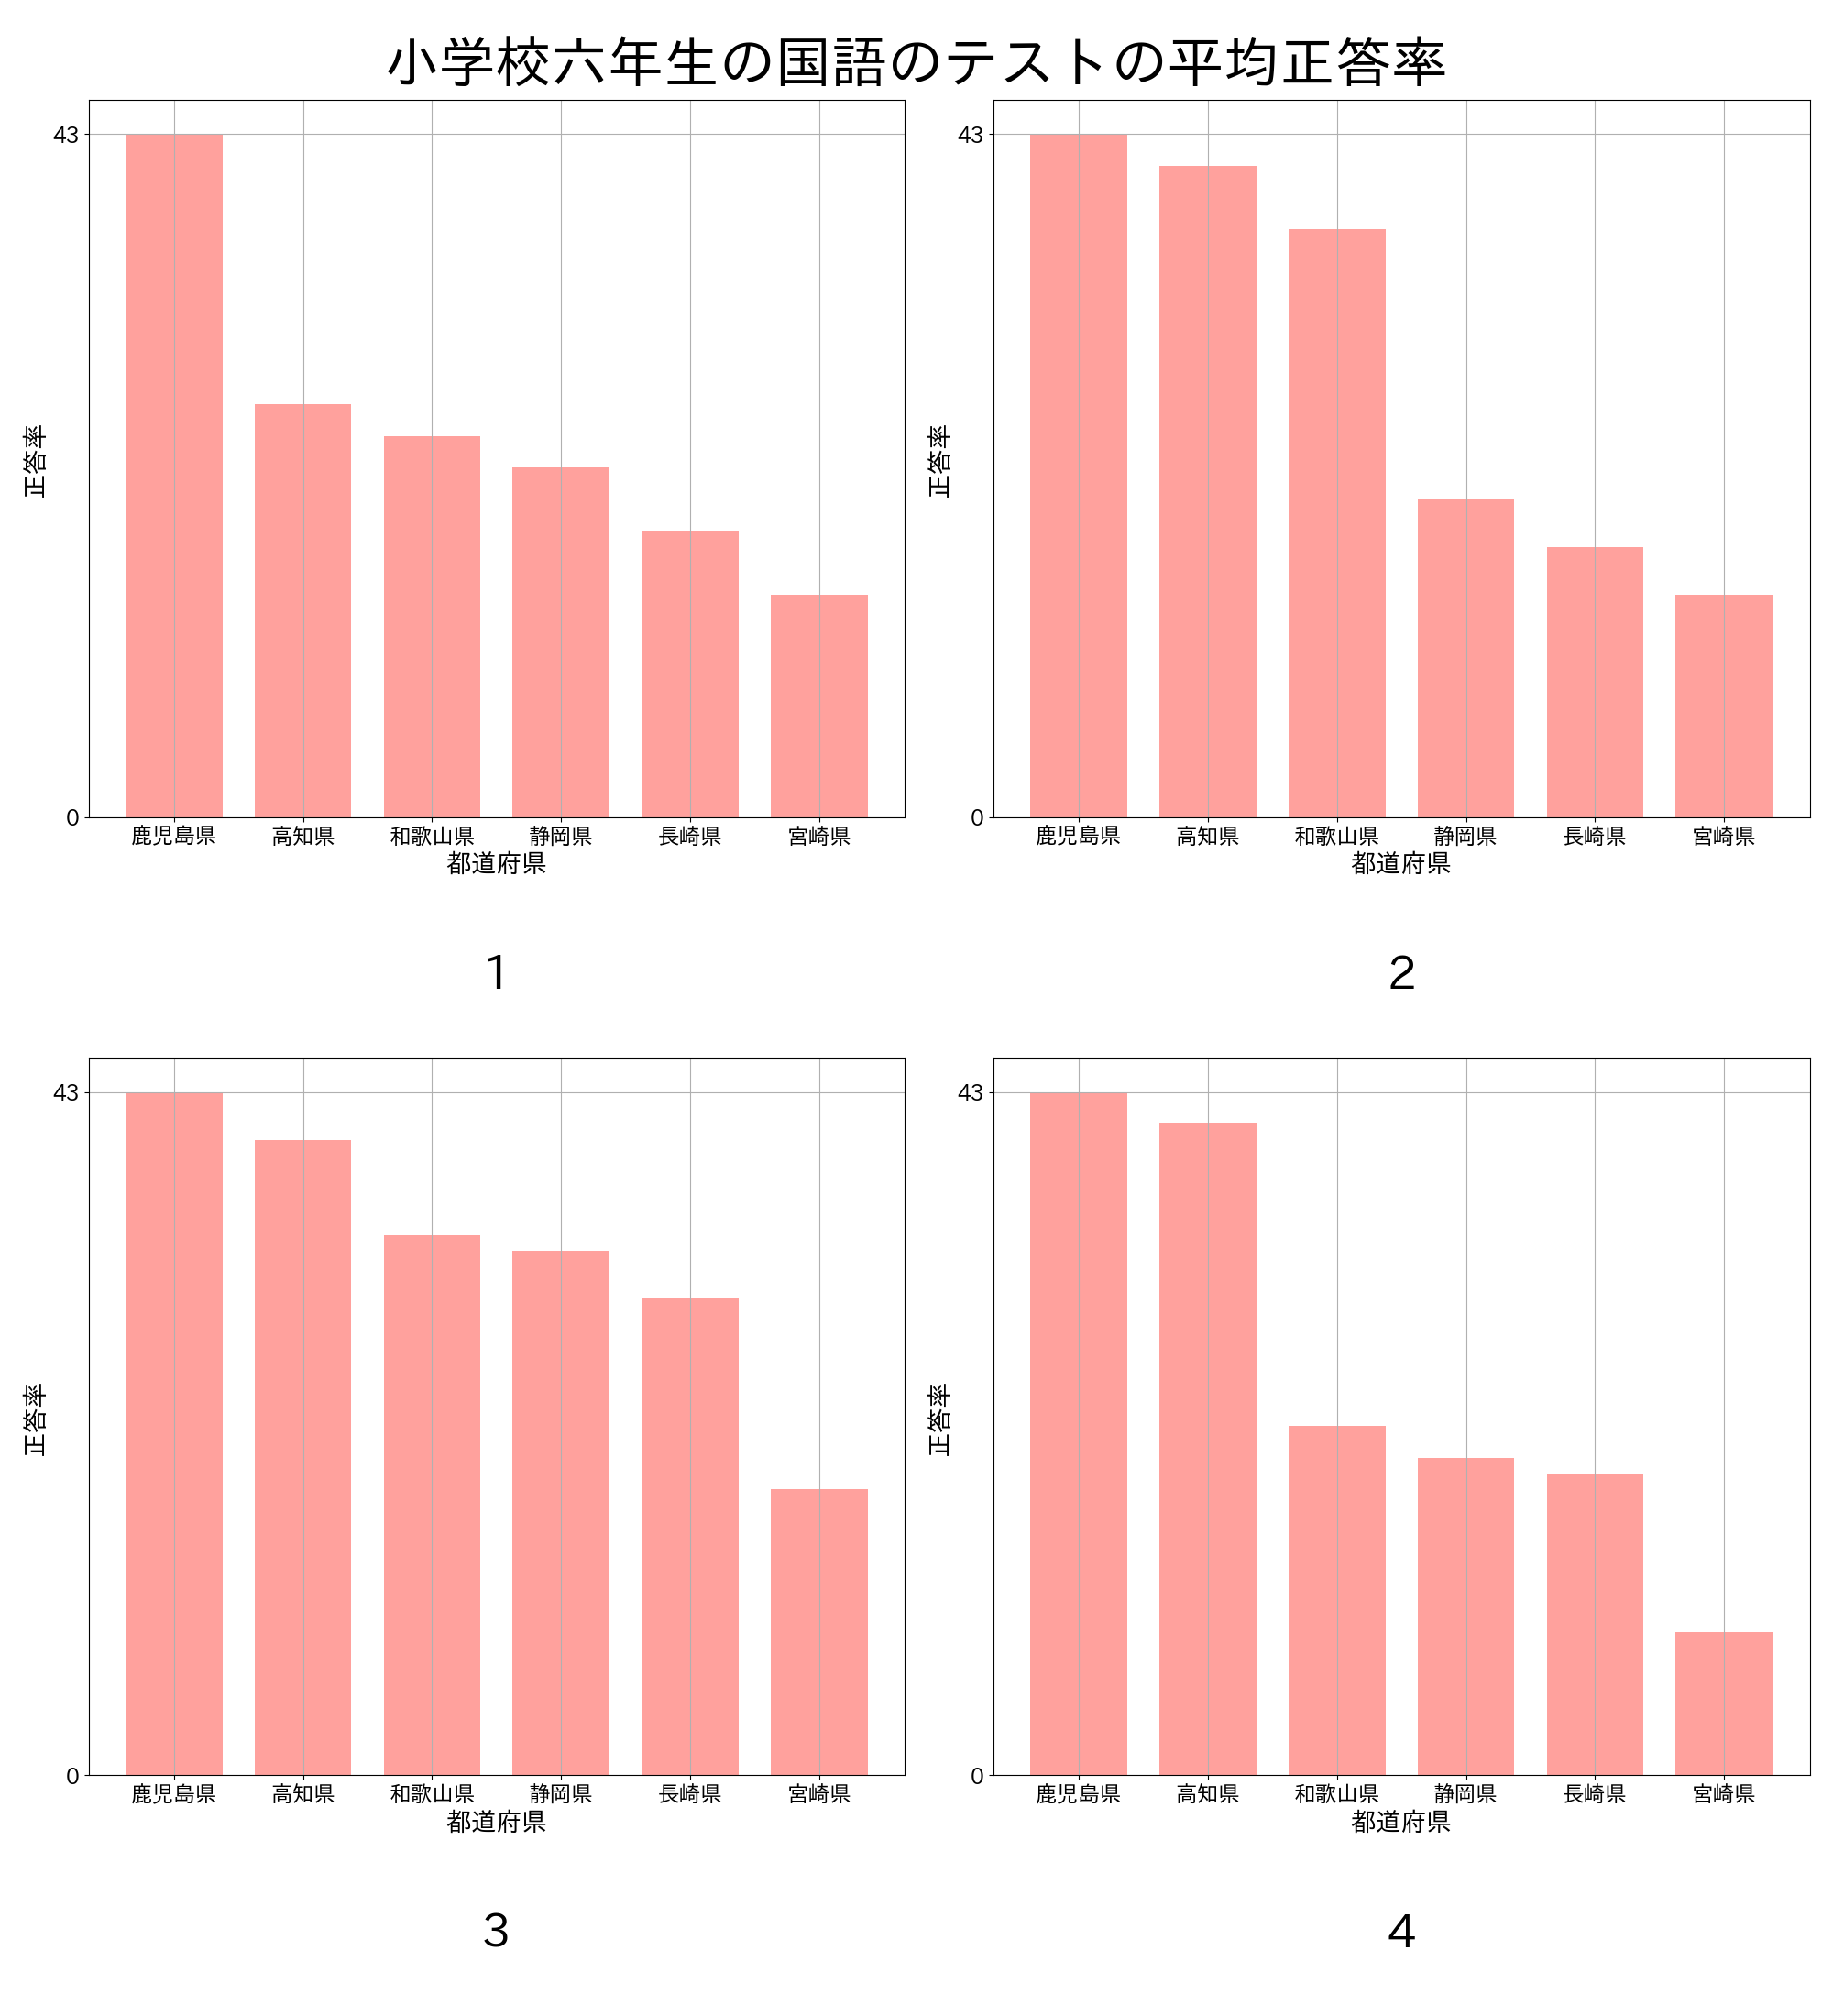 小学校六年生の国語のテストの平均正答率
43
正答率
0
鹿児島県 高知県 和歌山県 静岡県 長崎県 宮崎県
都道府県
1
43
正答率
0
鹿児島県 高知県 和歌山県 静岡県 長崎県 宮崎県
都道府県
2
43
正答率
0
鹿児島県 高知県 和歌山県 静岡県 長崎県 宮崎県
都道府県
3
43
正答率
0
鹿児島県 高知県 和歌山県 静岡県 長崎県 宮崎県
都道府県
4